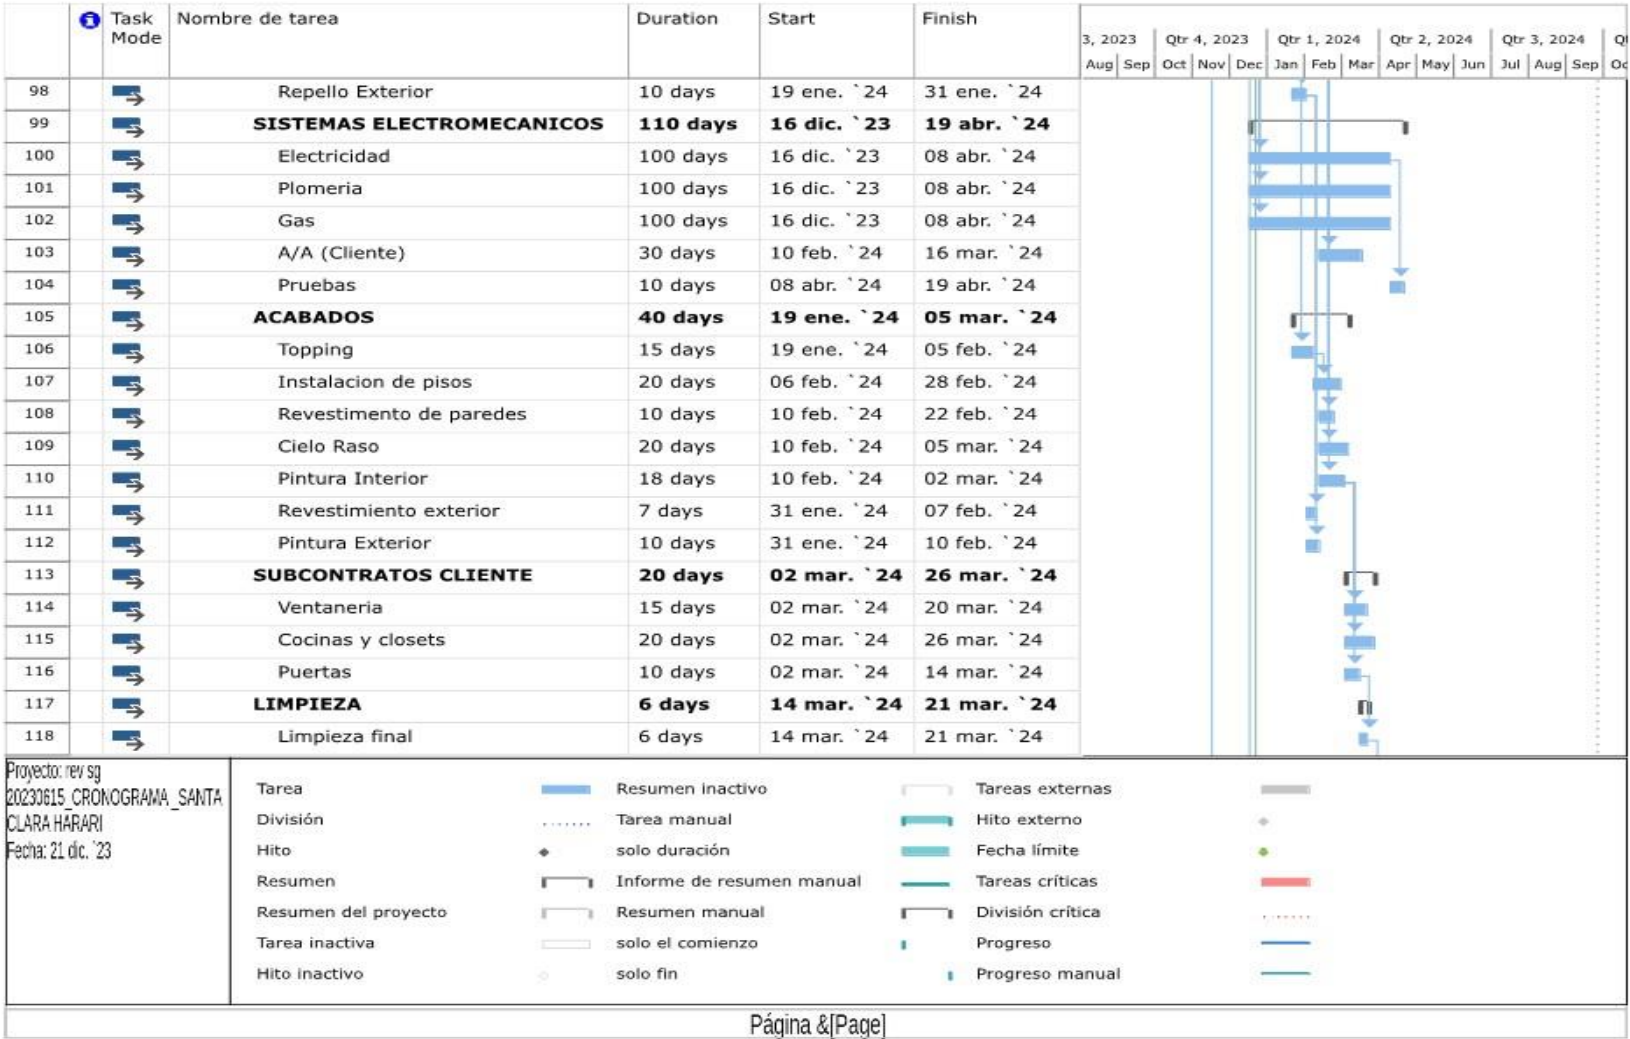 Task Mode Nombre de tarea Duration Start Finish
3, 2023 Qtr 4, 2023 Qtr 1, 2024 Qtr 2, 2024 Qtr 3, 2024
Aug Sep Oct Nov Dec Jan Feb Mar Apr May Jun Jul Aug Sep
98 Repello Exterior 10 days 19 ene. `24 31 ene. `24
99 SISTEMAS ELECTROMECANICOS 110 days 16 dic. `23 19 abr. `24
100 Electricidad 100 days 16 dic. `23 08 abr. `24
101 Plomeria 100 days 16 dic. `23 08 abr. `24
102 Gas 100 days 16 dic. `23 08 abr. `24
103 A/A (Cliente) 30 days 10 feb. `24 16 mar. `24
104 Pruebas 10 days 08 abr. `24 19 abr. `24
105 ACABADOS 40 days 19 ene. `24 05 mar. `24
106 Topping 15 days 19 ene. `24 05 feb. `24
107 Instalacion de pisos 20 days 06 feb. `24 28 feb. `24
108 Revestimento de paredes 10 days 10 feb. `24 22 feb. `24
109 Cielo Raso 20 days 10 feb. `24 05 mar. `24
110 Pintura Interior 18 days 10 feb. `24 02 mar. `24
111 Revestimiento exterior 7 days 31 ene. `24 07 feb. `24
112 Pintura Exterior 10 days 31 ene. `24 10 feb. `24
113 SUBCONTRATOS CLIENTE 20 days 02 mar. `24 26 mar. `24
114 Ventaneria 15 days 02 mar. `24 20 mar. `24
115 Cocinas y closets 20 days 02 mar. `24 26 mar. `24
116 Puertas 10 days 02 mar. `24 14 mar. `24
117 LIMPIEZA 6 days 14 mar. `24 21 mar. `24
118 Limpieza final 6 days 14 mar. `24 21 mar. `24
Proyecto: rev sg
20230615_CRONOGRAMA_SANTA
CLARA HARARI
Fecha: 21 dic. `23
Tarea Resumen inactivo Tareas externas
División Tarea manual Hito externo
Hito solo duración Fecha límite
Resumen Informe de resumen manual Tareas críticas
Resumen del proyecto Resumen manual División crítica
Tarea inactiva solo el comienzo Progreso
Hito inactivo solo fin Progreso manual
Página &[Page]